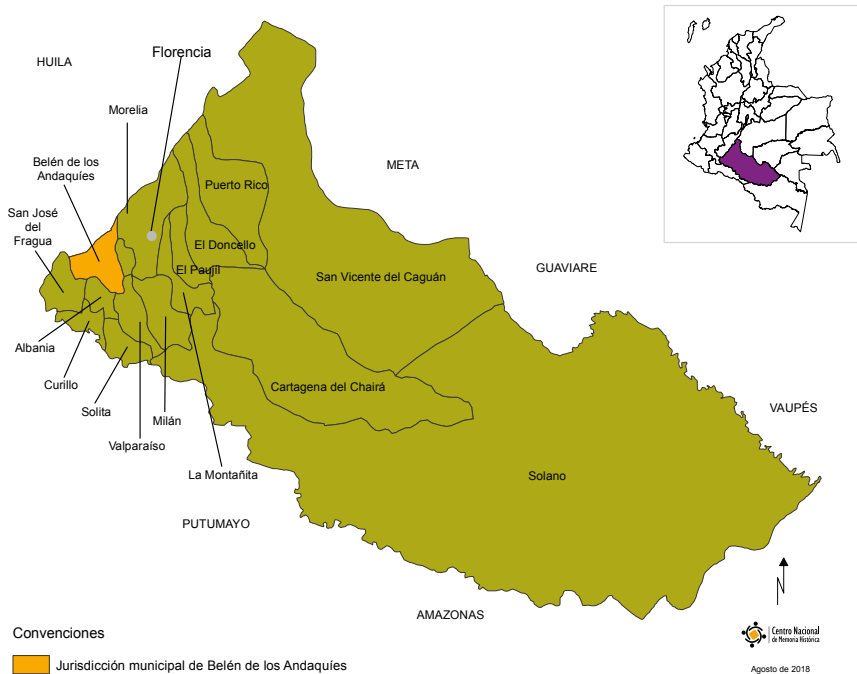 HUILA
Florencia
Morelia
Belén de los
Andaquíes
META
Puerto Rico
San José
del
Fragua
El Doncello
El Paujíl
San Vicente del Caguán
GUAVIARE
Albania
Curillo
Cartagena del Chairá
Solita
Milán
VAUPÉS
Valparaíso
La Montañita
Solano
PUTUMAYO
AMAZONAS
N
Convenciones
Centro Nacional
de Memoria Histórica
Jurisdicción municipal de Belén de los Andaquíes
Agosto de 2018